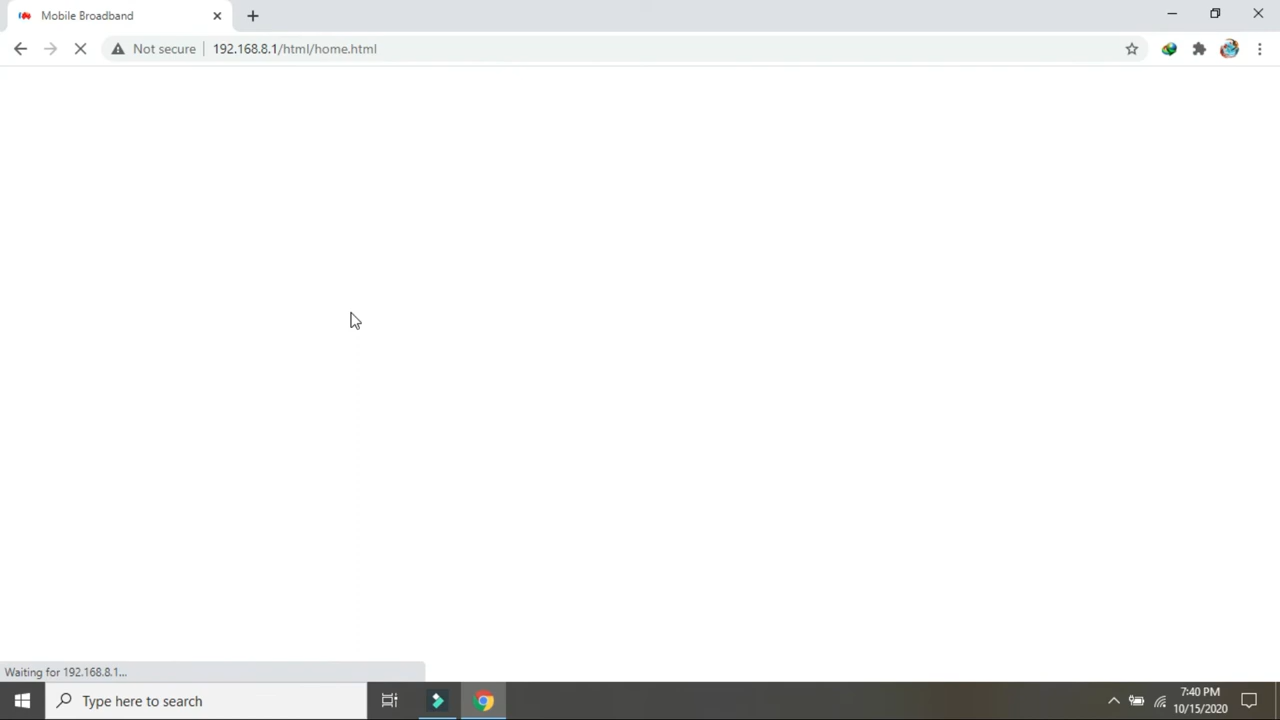 Mobile Broadband
Not secure
192.168.8.1/html/home.html
Waiting for 192.168.8.1...
Type here to search
7:40 PM
10/15/2020